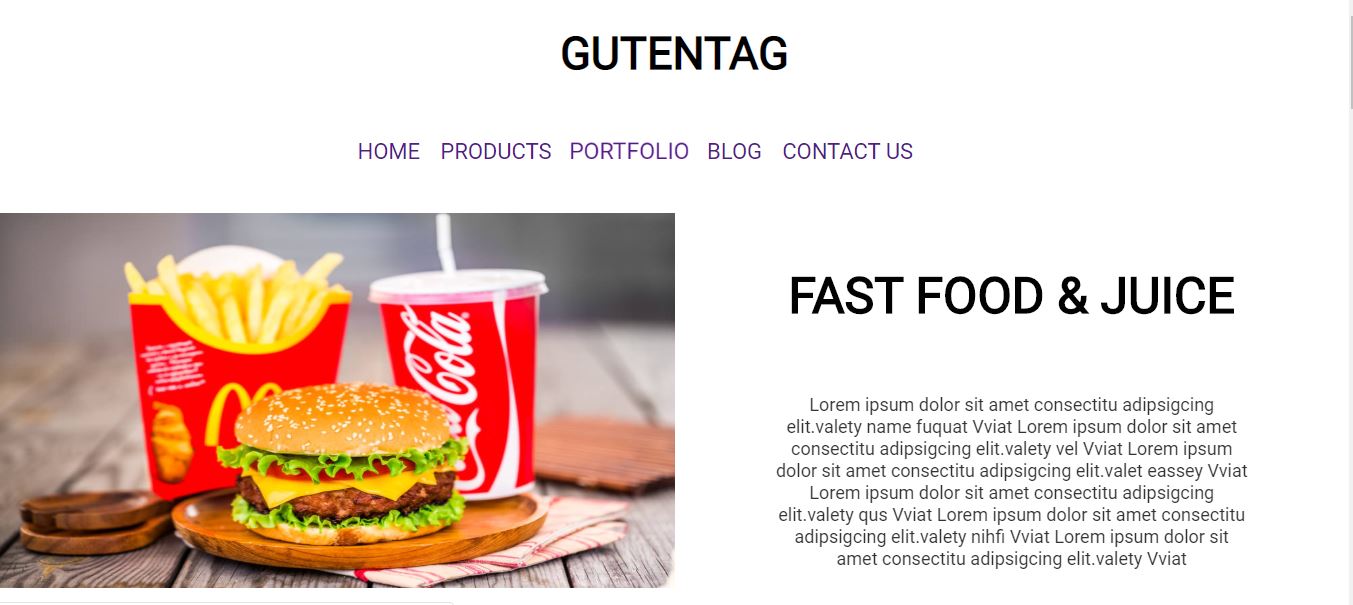 GUTENTAG
HOME PRODUCTS PORTFOLIO BLOG CONTACT US
Cola
FAST FOOD & JUICE
Lorem ipsum dolor sit amet consectitu adipsigcing
elit.valety name fuquat Vviat Lorem ipsum dolor sit amet
consectitu adipsigcing elit.valety vel Vviat Lorem ipsum
dolor sit amet consectitu adipsigcing elit.valet eassey Vviat
Lorem ipsum dolor sit amet consectitu adipsigcing
elit.valety qus Vviat Lorem ipsum dolor sit amet consectitu
adipsigcing elit.valety nihfi Vviat Lorem ipsum dolor sit
amet consectitu adipsigcing elit.valety Vviat